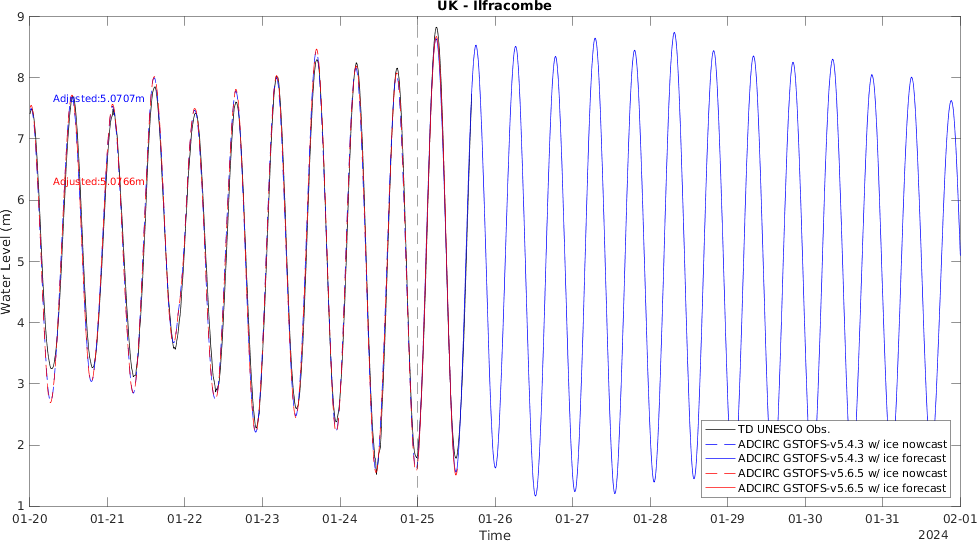 UK - Ilfracombe
9
8
7
6
5
4
3
2
1
Water Level (m)
Adjusted:5.0707m
Adjusted:5.0766m
TD UNESCO Obs.
ADCIRC GSTOFS-v5.4.3 w/ ice nowcast
ADCIRC GSTOFS-v5.4.3 w/ ice forecast
ADCIRC GSTOFS-v5.6.5 w/ ice nowcast
ADCIRC GSTOFS-v5.6.5 w/ ice forecast
01-20 01-21 01-22 01-23 01-24 01-25 01-26 01-27 01-28 01-29 01-30 01-31 02-01
Time
2024